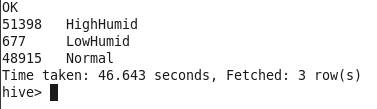 OK
51398   HighHumid
677     LowHumid
48915   Normal
Time taken: 46.643 seconds, Fetched: 3 row(s)
hive>